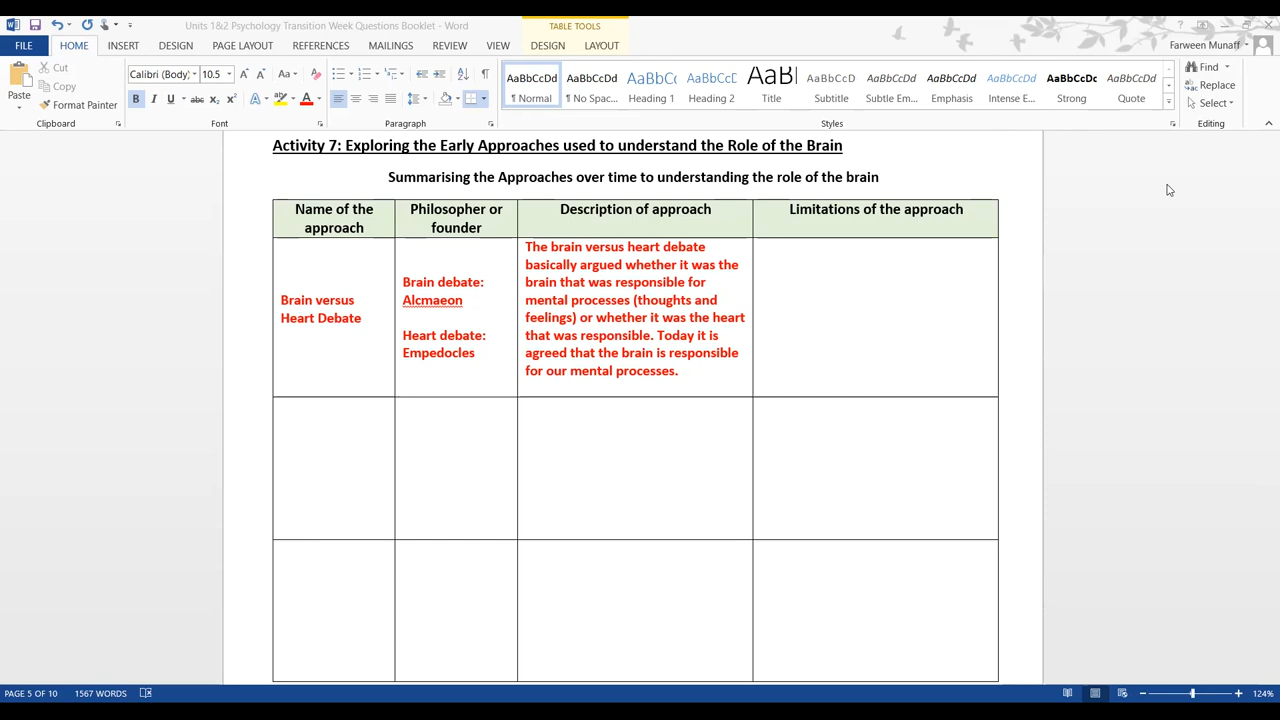 Units 1&2 Psychology Transition Week Questions Booklet - Word
TABLE TOOLS
?
FILE
HOME
INSERT
DESIGN
PAGE LAYOUT
REFERENCES
MAILINGS
REVIEW
VIEW
DESIGN
LAYOUT
Farween Munaff
Paste
Cut
Copy
Format Painter
Clipboard
Calibri (Body)
10.5
Font
Paragraph
AaBbCcDd
¶ Normal
AaBbCcDd
¶ No Spac...
AaBbCc
Heading 1
AaBbCcD
Heading 2
AaBl
Title
AaBbCcDd
Subtitle
AaBbCcDd
Subtle Em...
AaBbCcDd
Emphasis
AaBbCcDd
Intense E...
AaBbCcDc
Strong
AaBbCcDd
Quote
Styles
Find
Replace
Select
Editing
Activity 7: Exploring the Early Approaches used to understand the Role of the Brain
Summarising the Approaches over time to understanding the role of the brain
Name of the
approach
Philosopher or
founder
Description of approach
Limitations of the approach
Brain versus
Heart Debate
Brain debate:
Alcmaeon
Heart debate:
Empedocles
The brain versus heart debate
basically argued whether it was the
brain that was responsible for
mental processes (thoughts and
feelings) or whether it was the heart
that was responsible. Today it is
agreed that the brain is responsible
for our mental processes.
PAGE 5 OF 10
1567 WORDS
124%